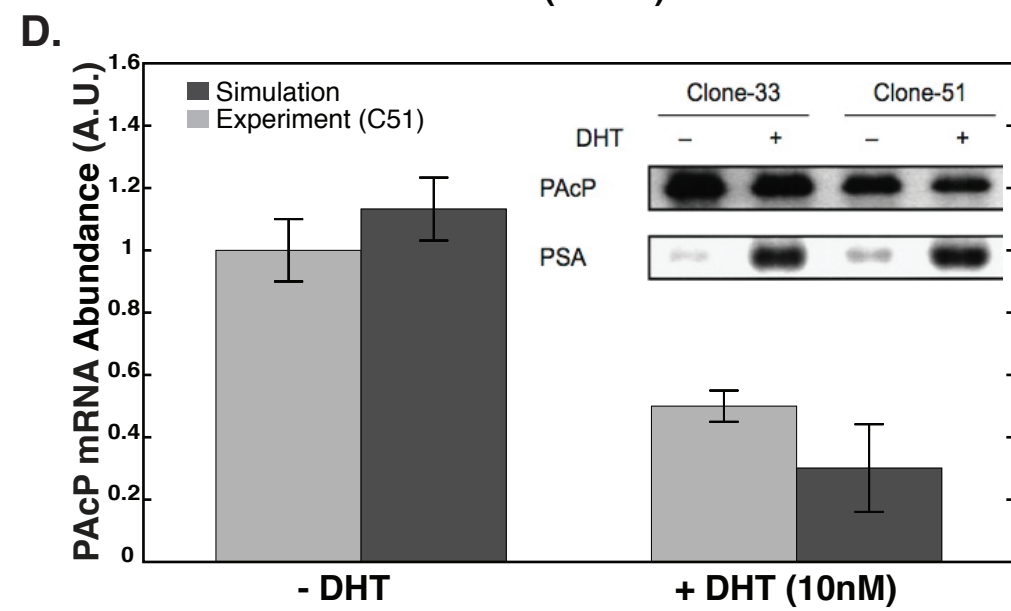 D.
PAcP mRNA Abundance (A.U.)
1.6
1.4
1.2
1
0.8
0.6
0.4
0.2
0
Simulation
Experiment (C51)
Clone-33 Clone-51
DHT – + – +
PAcP
PSA
- DHT + DHT (10nM)